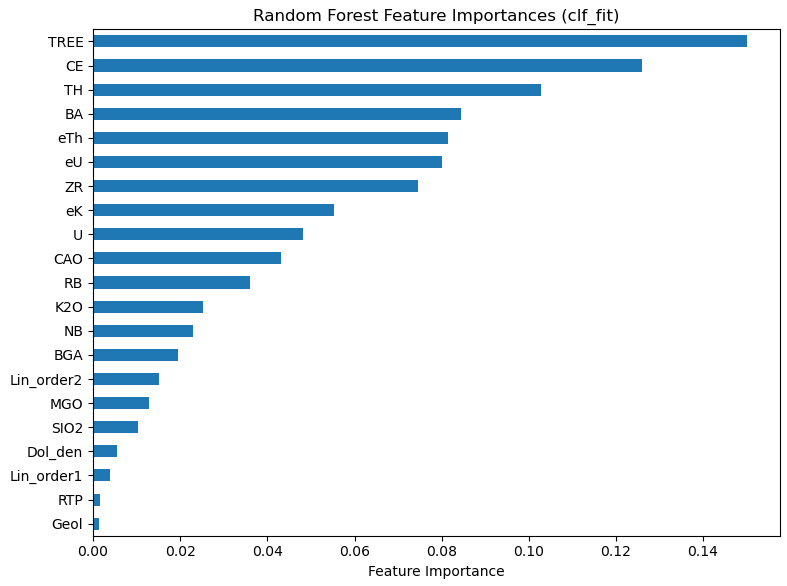 Random Forest Feature Importances (clf_fit)
TREE
CE
TH
BA
eTh
eU
ZR
eK
U
CAO
RB
K2O
NB
BGA
Lin_order2
MGO
SIO2
Dol_den
Lin_order1
RTP
Geol
0.00 0.02 0.04 0.06 0.08 0.10 0.12 0.14
Feature Importance